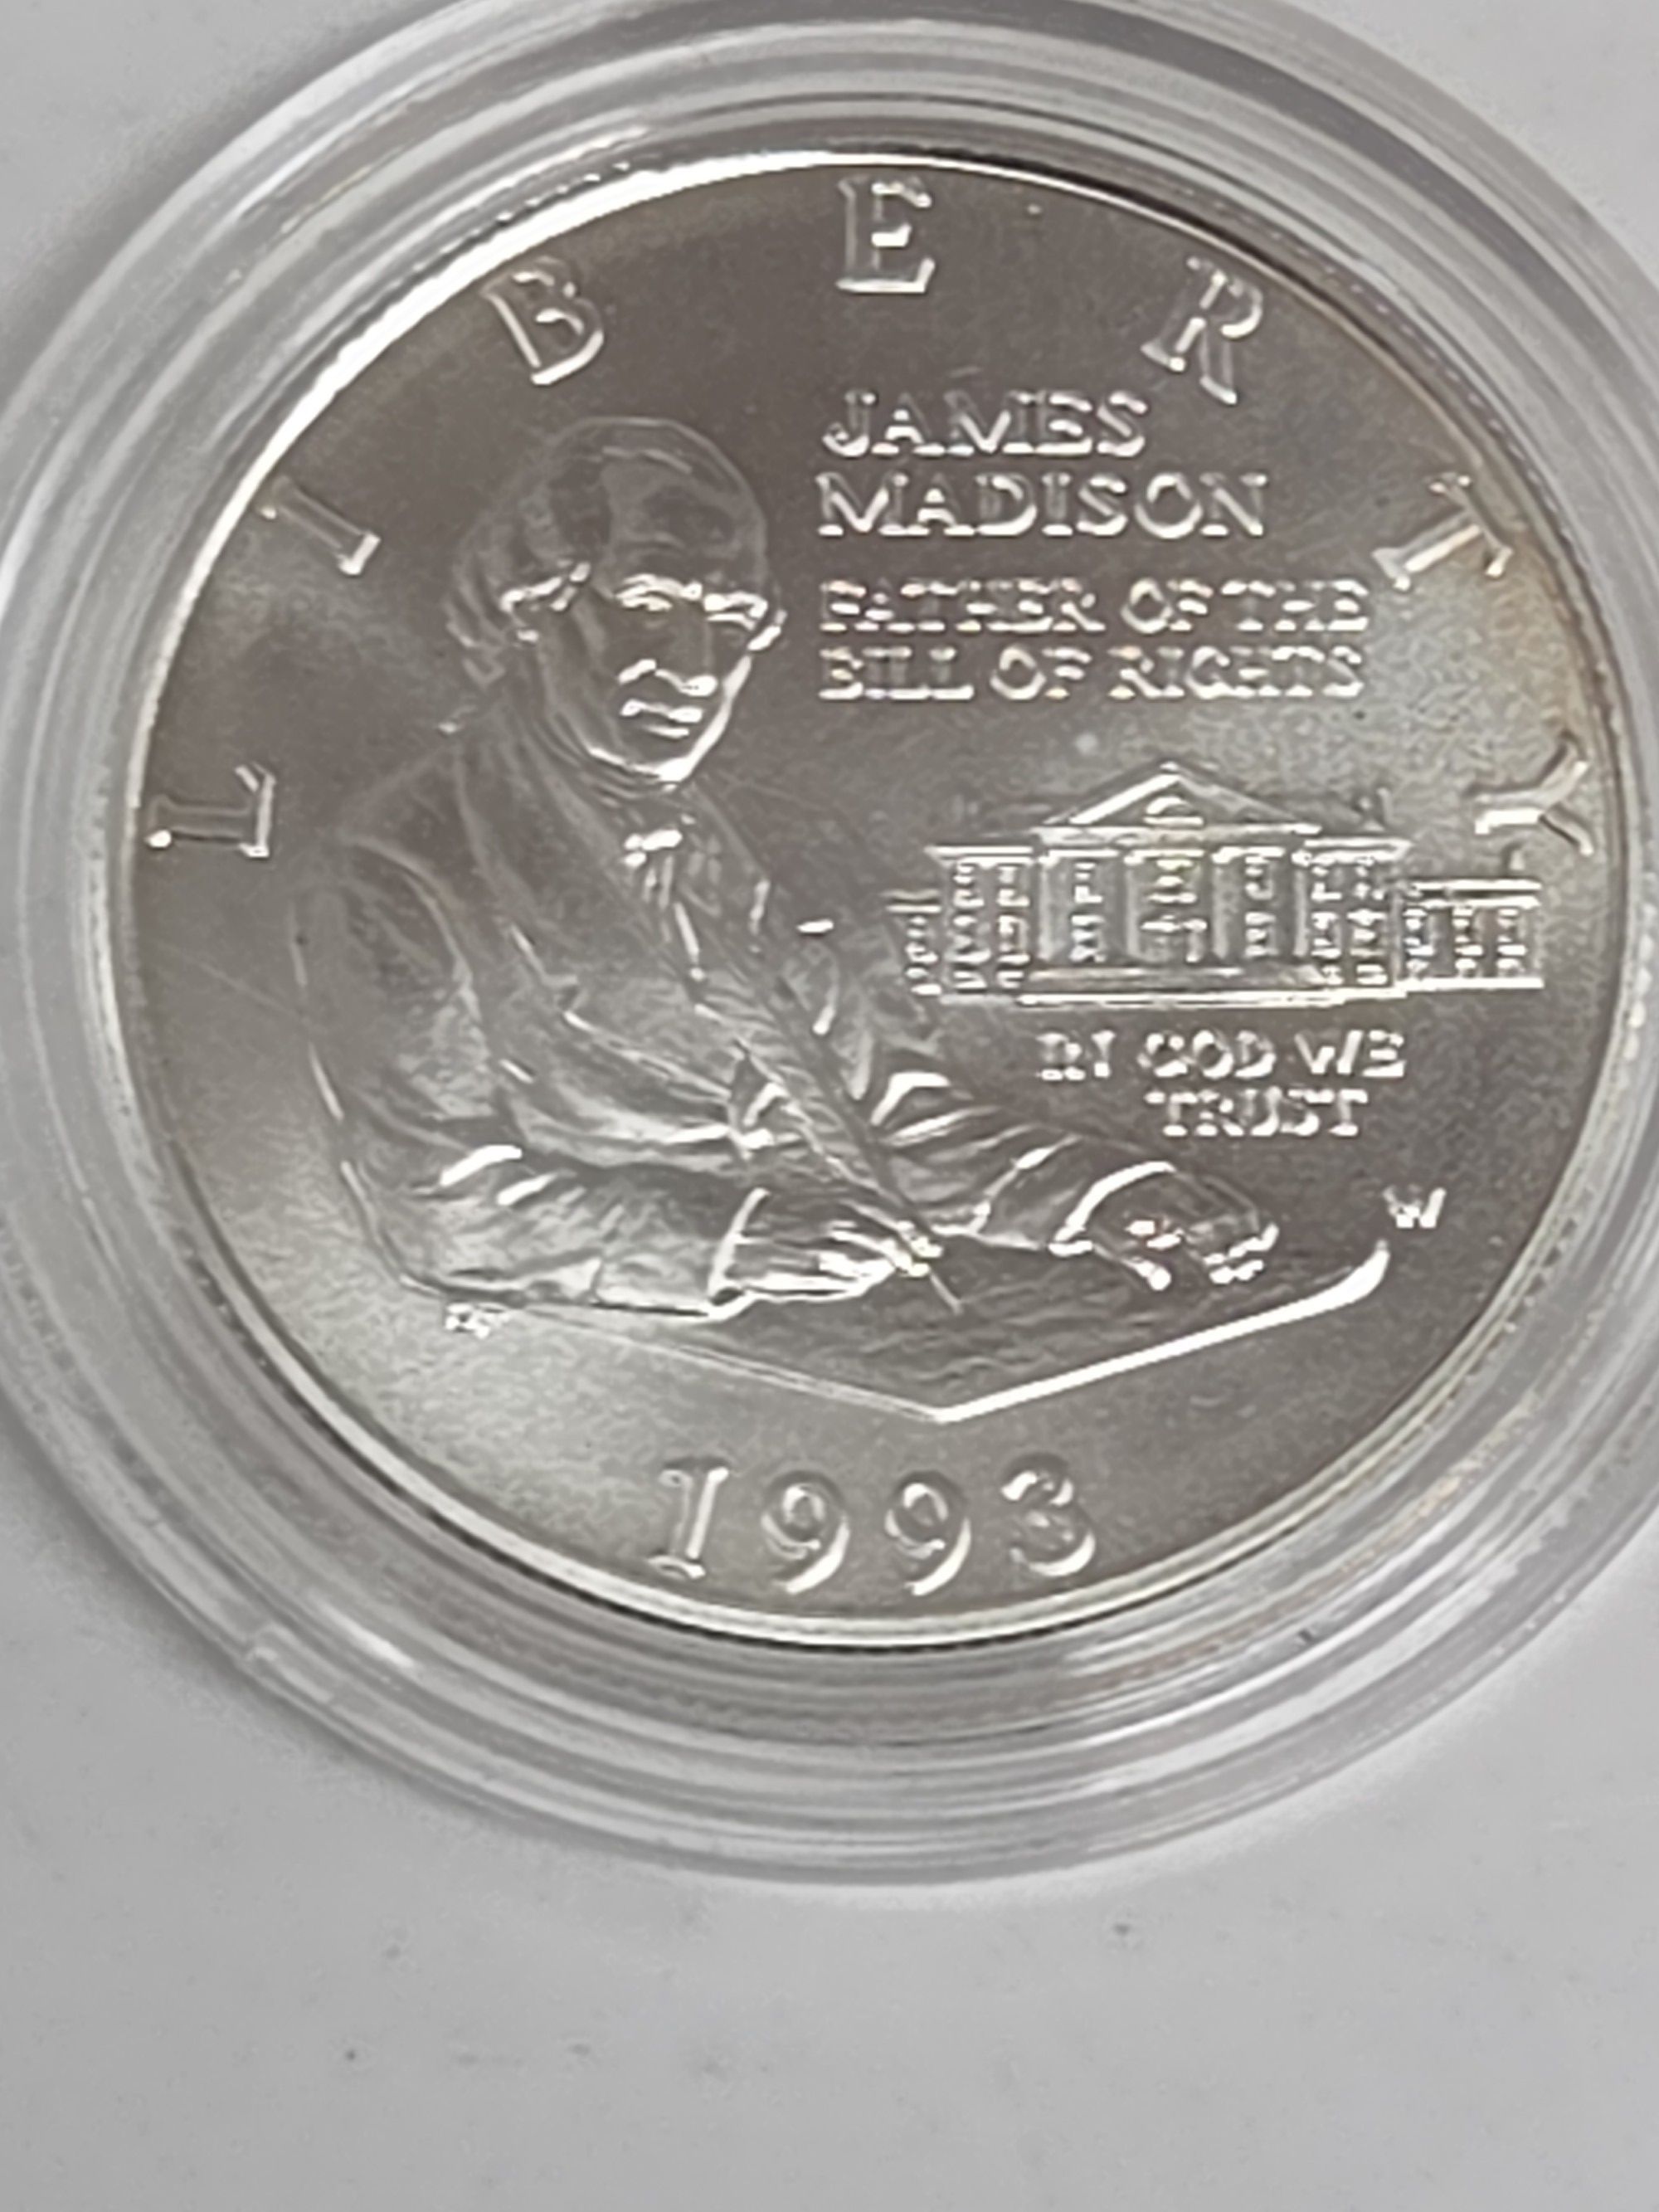 LIBERTY
JAMES
MADISON
FATHER OF THE
BILL OF RIGHTS
IN GOD WE
TRUST
W
1993